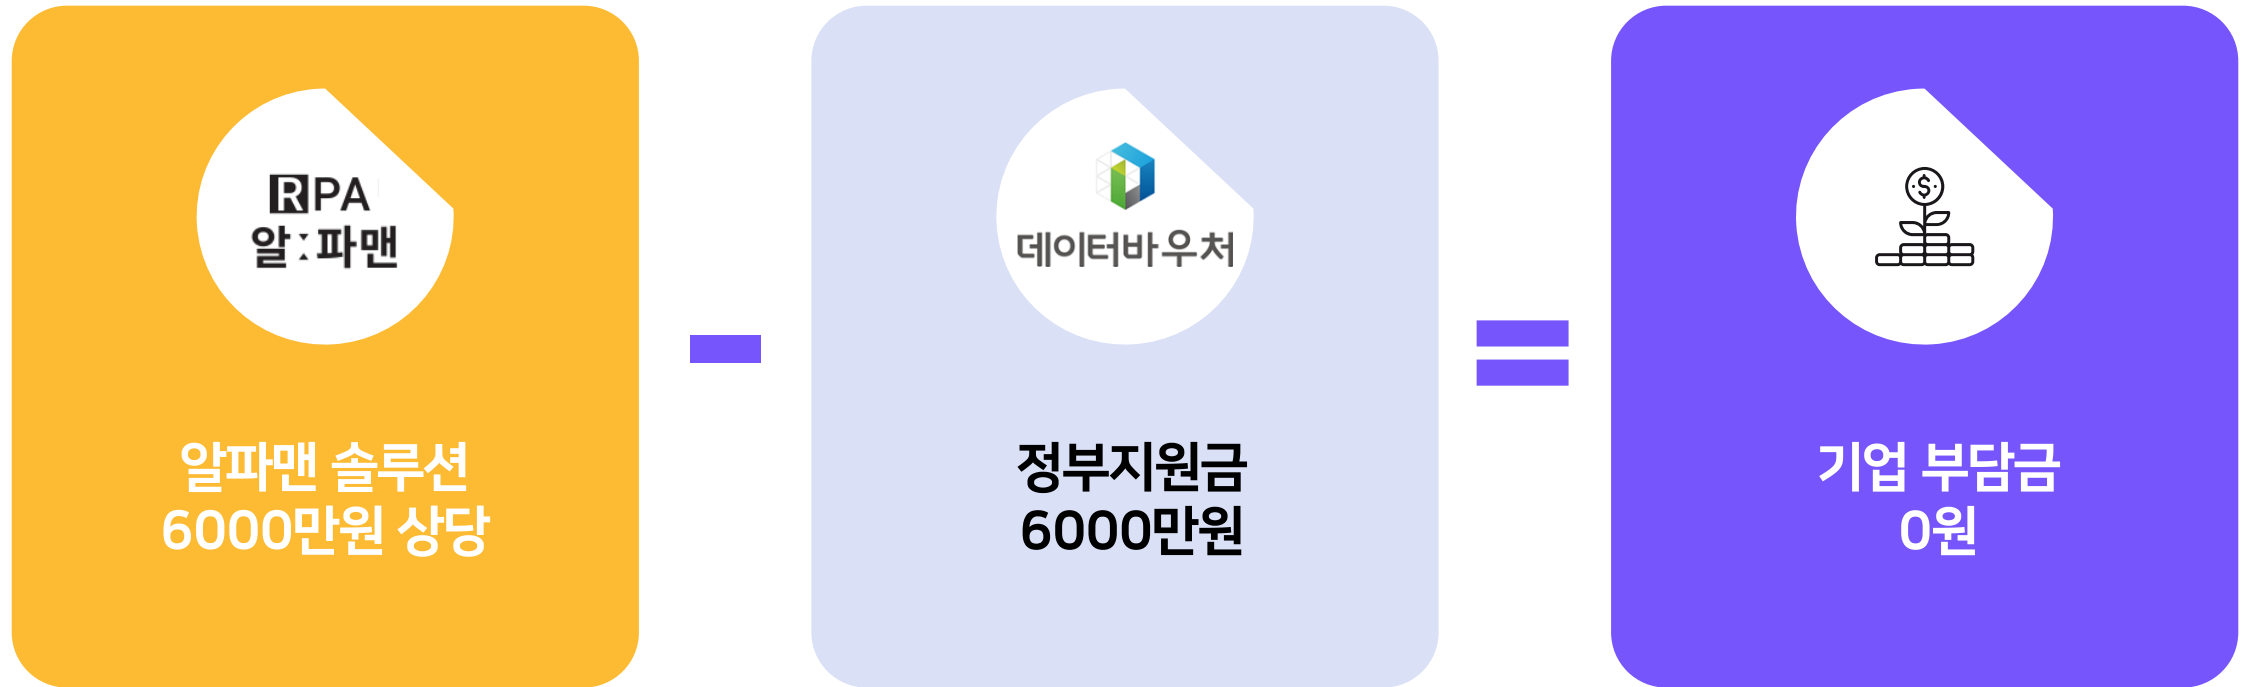 RPA
알파맨
알파맨 솔루션
6000만원 상당
-
데이터바우처
정부지원금
6000만원
=
$
기업 부담금
0원